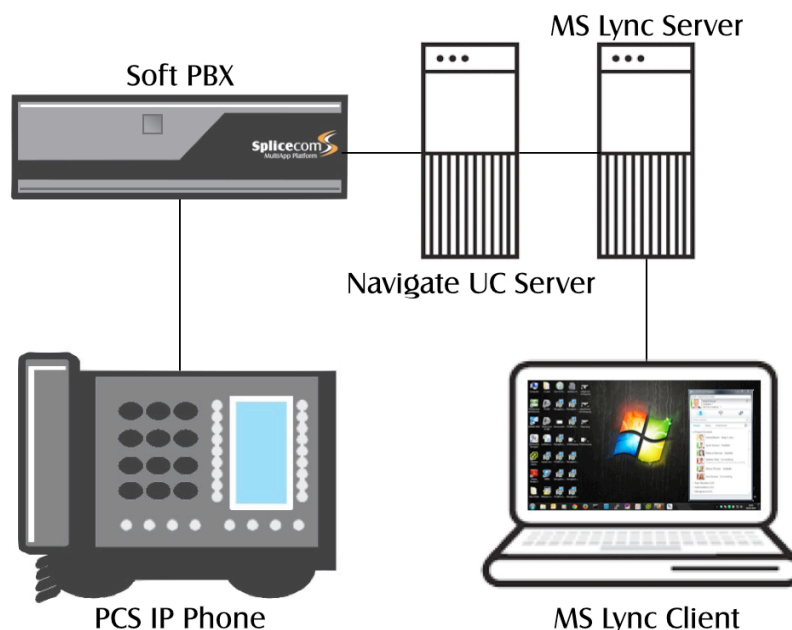 MS Lync Server
Soft PBX
Splicecom
MultiApp Platform
Navigate UC Server
PCS IP Phone
MS Lync Client